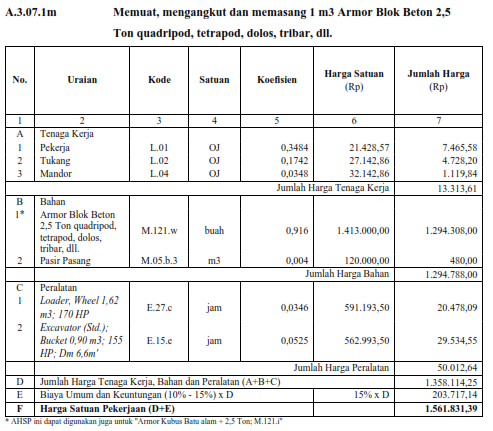 A.3.07.1m Memuat, mengangkut dan memasang 1 m3 Armor Blok Beton 2,5
Ton quadripod, tetrapod, dolos, tribar, dll.
No. Uraian Kode Satuan Koefisien Harga Satuan (Rp) Jumlah Harga (Rp)
1 2 3 4 5 6 7
A Tenaga Kerja
1 Pekerja L.01 OJ 0,3484 21.428,57 7.465,58
2 Tukang L.02 OJ 0,1742 27.142,86 4.728,20
3 Mandor L.04 OJ 0,0348 32.142,86 1.119,84
Jumlah Harga Tenaga Kerja 13.313,61
B Bahan
1* Armor Blok Beton
2,5 Ton quadripod,
tetrapod, dolos, M.121.w buah 0,916 1.413.000,00 1.294.308,00
tribar, dll.
2 Pasir Pasang M.05.b.3 m3 0,004 120.000,00 480,00
Jumlah Harga Bahan 1.294.788,00
C Peralatan
1 Loader, Wheel 1,62
m3; 170 HP E.27.c jam 0,0346 591.193,50 20.478,09
2 Excavator (Std.);
Bucket 0,90 m3; 155 E.15.e jam 0,0525 562.993,50 29.534,55
HP; Dm 6,6m'
Jumlah Harga Peralatan 50.012,64
D Jumlah Harga Tenaga Kerja, Bahan dan Peralatan (A+B+C) 1.358.114,25
E Biaya Umum dan Keuntungan (10% - 15%) x D 15% x D 203.717,14
F Harga Satuan Pekerjaan (D+E) 1.561.831,39
* AHSP ini dapat digunakan juga untuk "Armor Kubus Batu alam + 2,5 Ton; M.121.i"